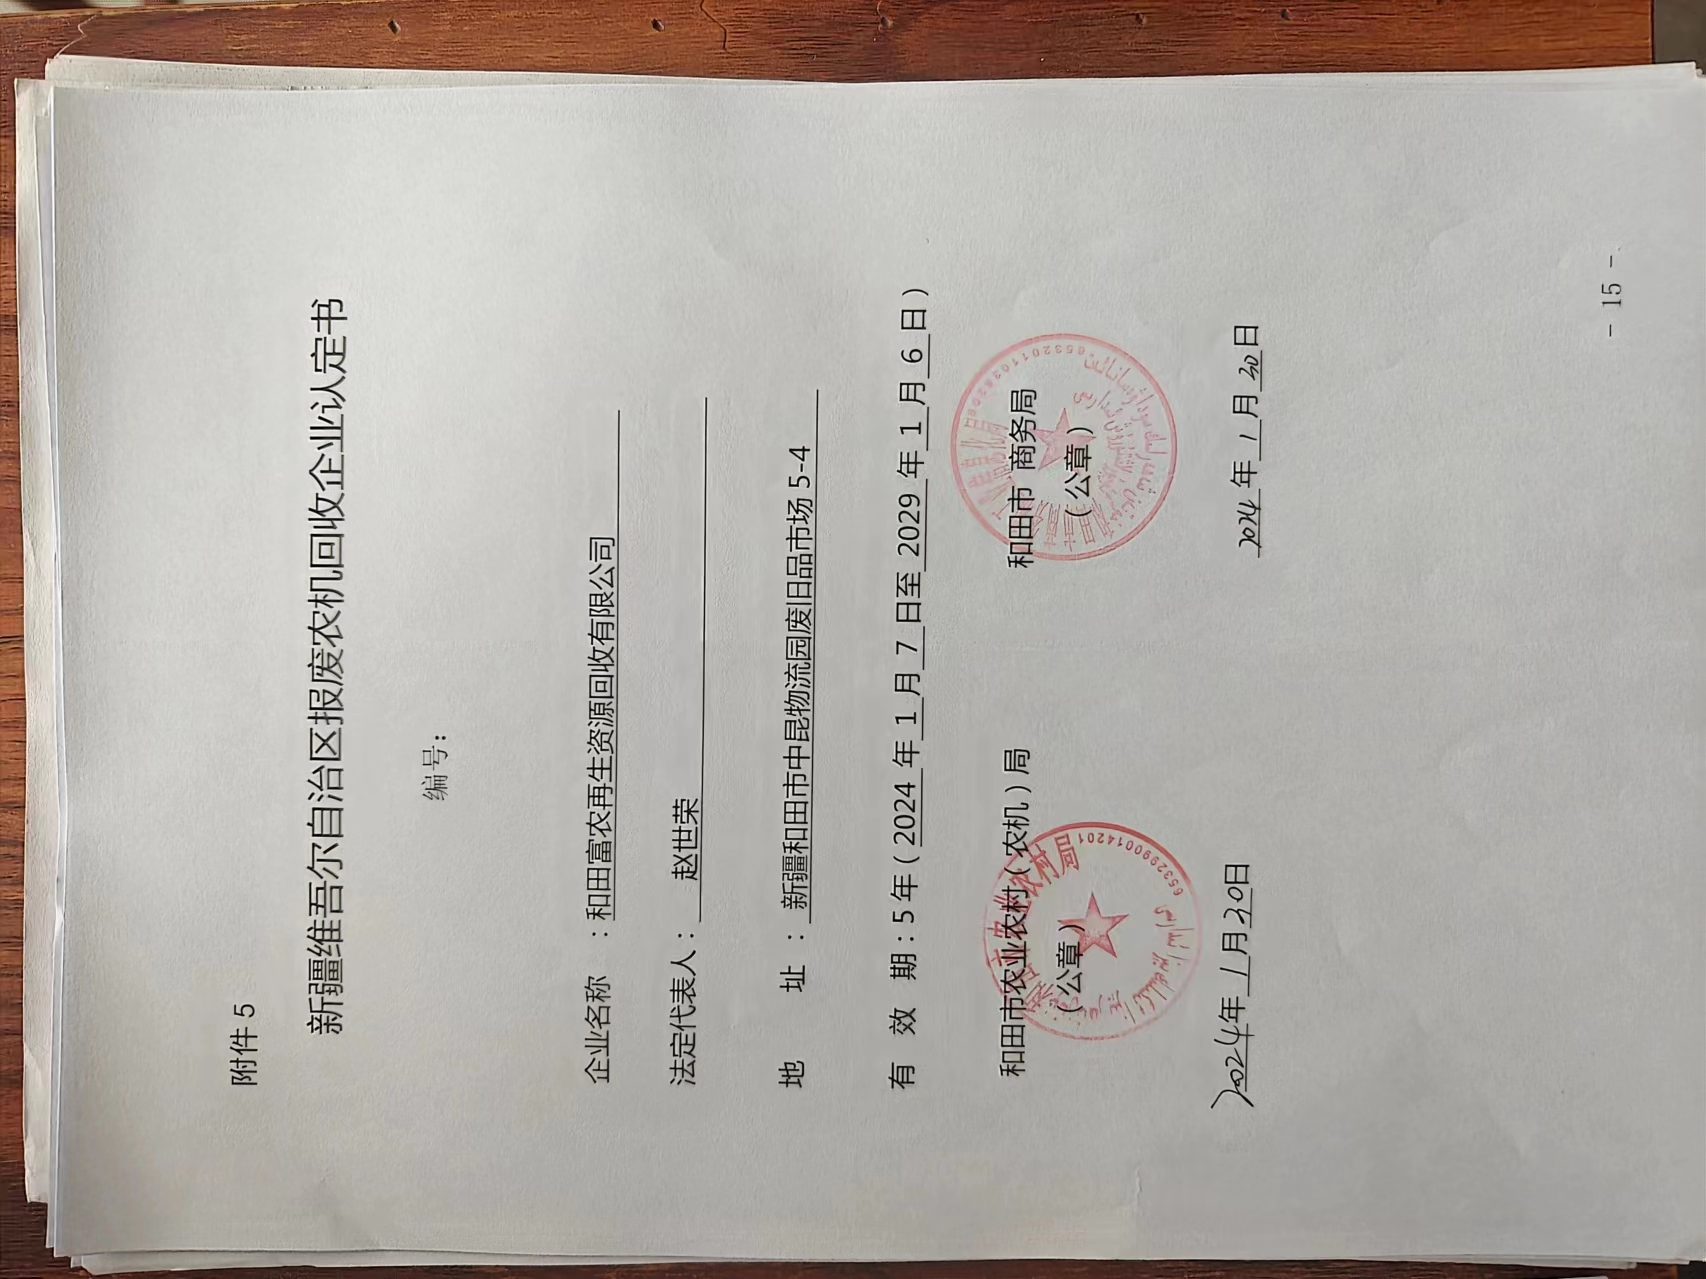 附件 5
新疆维吾尔自治区报废农机回收企业认定书
编号：
企业名称 ：和田富农再生资源回收有限公司
法定代表人： 赵世荣
地 址 ：新疆和田市中昆物流园废旧品市场 5-4
有 效 期：5 年（2024 年 1 月 7 日至 2029 年 1 月 6 日）
和田市农业农村（农机）局 和田市 商务局
（公章） （公章）
6532990014201
2024年 1 月 30日 2024 年 1 月 30 日
- 15 -